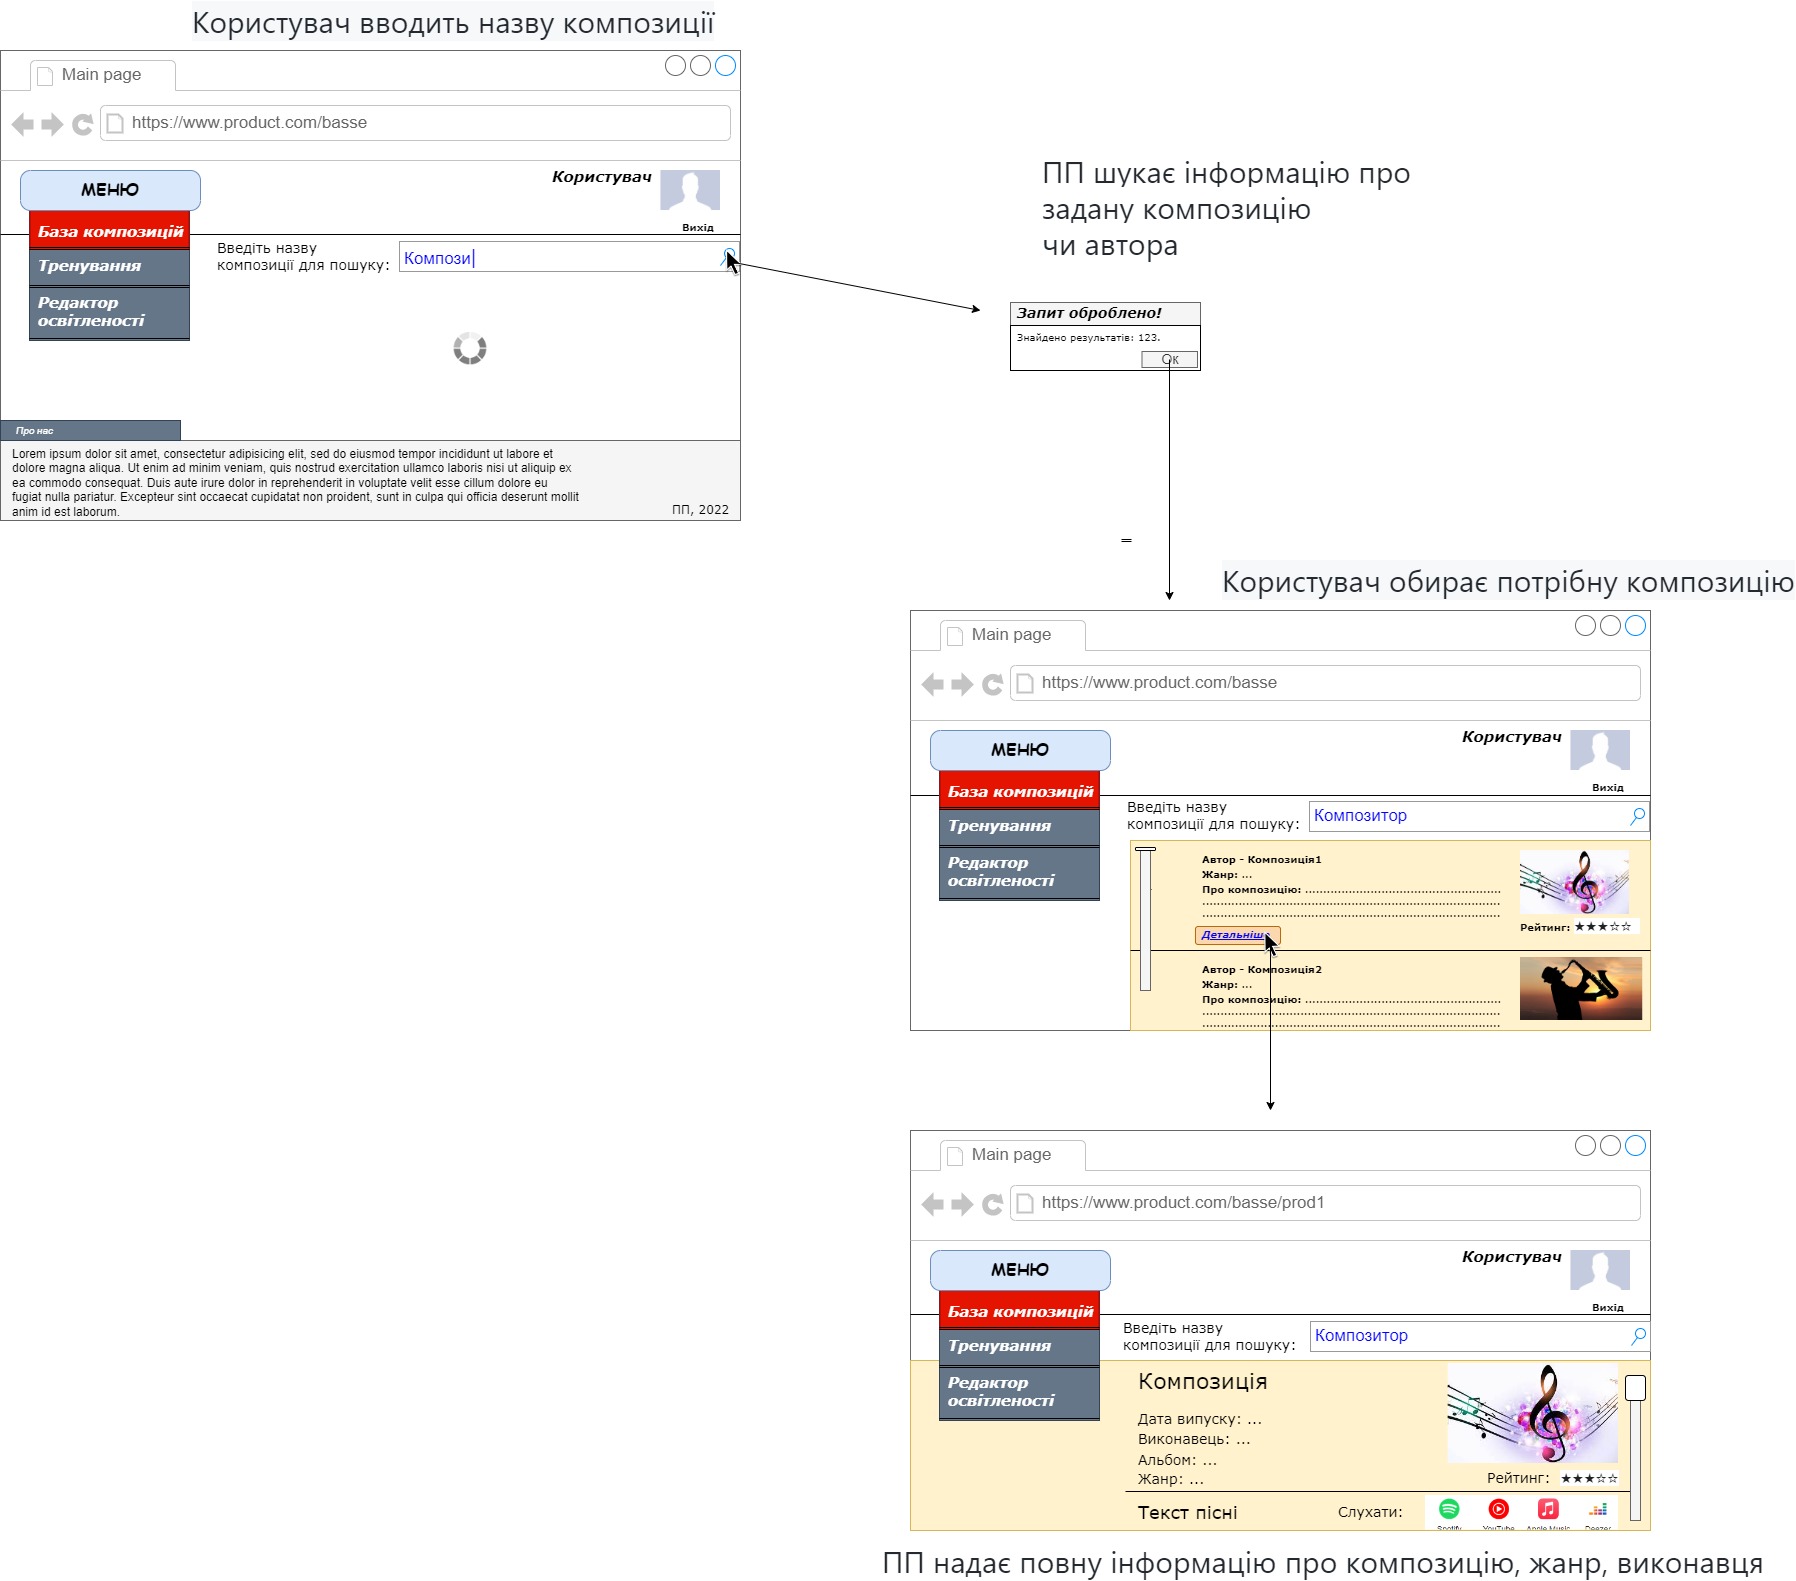 Користувач вводить назву композиції
Main page
https://www.product.com/basse
МЕНЮ
Користувач
Вихід
База композицій
Тренування
Редактор
освітленості
Введіть назву
композиції для пошуку:
Компози
Про нас
Lorem ipsum dolor sit amet, consectetur adipisicing elit, sed do eiusmod tempor incididunt ut labore et
dolore magna aliqua. Ut enim ad minim veniam, quis nostrud exercitation ullamco laboris nisi ut aliquip ex
ea commodo consequat. Duis aute irure dolor in reprehenderit in voluptate velit esse cillum dolore eu
fugiat nulla pariatur. Excepteur sint occaecat cupidatat non proident, sunt in culpa qui officia deserunt mollit
anim id est laborum.
ПП, 2022
ПП шукає інформацію про
задану композицію
чи автора
Запит оброблено!
Знайдено результатів: 123.
Ок
=
Користувач обирає потрібну композицію
Main page
https://www.product.com/basse
МЕНЮ
Користувач
Вихід
База композицій
Тренування
Редактор
освітленості
Введіть назву
композиції для пошуку:
Композитор
Автор - Композиція1
Жанр: ...
Про композицію: ......................................................
..................................................................................
..................................................................................
Детальніше
Рейтинг: ★★★☆☆
Автор - Композиція2
Жанр: ...
Про композицію: ......................................................
..................................................................................
..................................................................................
Main page
https://www.product.com/basse/prod1
МЕНЮ
Користувач
Вихід
База композицій
Тренування
Редактор
освітленості
Введіть назву
композиції для пошуку:
Композитор
Композиція
Дата випуску: ...
Виконавець: ...
Альбом: ...
Жанр: ...
Рейтинг: ★★★☆☆
Текст пісні
Слухати:
Spotify YouTube Apple Music Deezer
ПП надає повну інформацію про композицію, жанр, виконавця